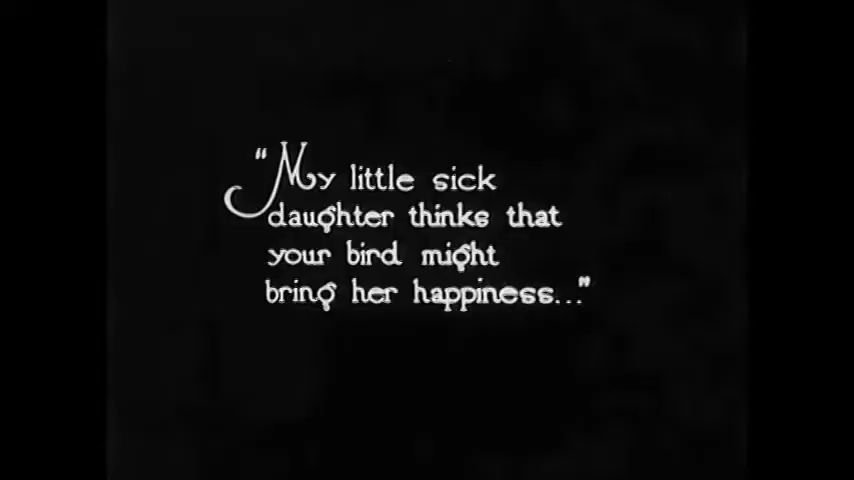 "My little sick
daughter thinks that
your bird might
bring her happiness..."